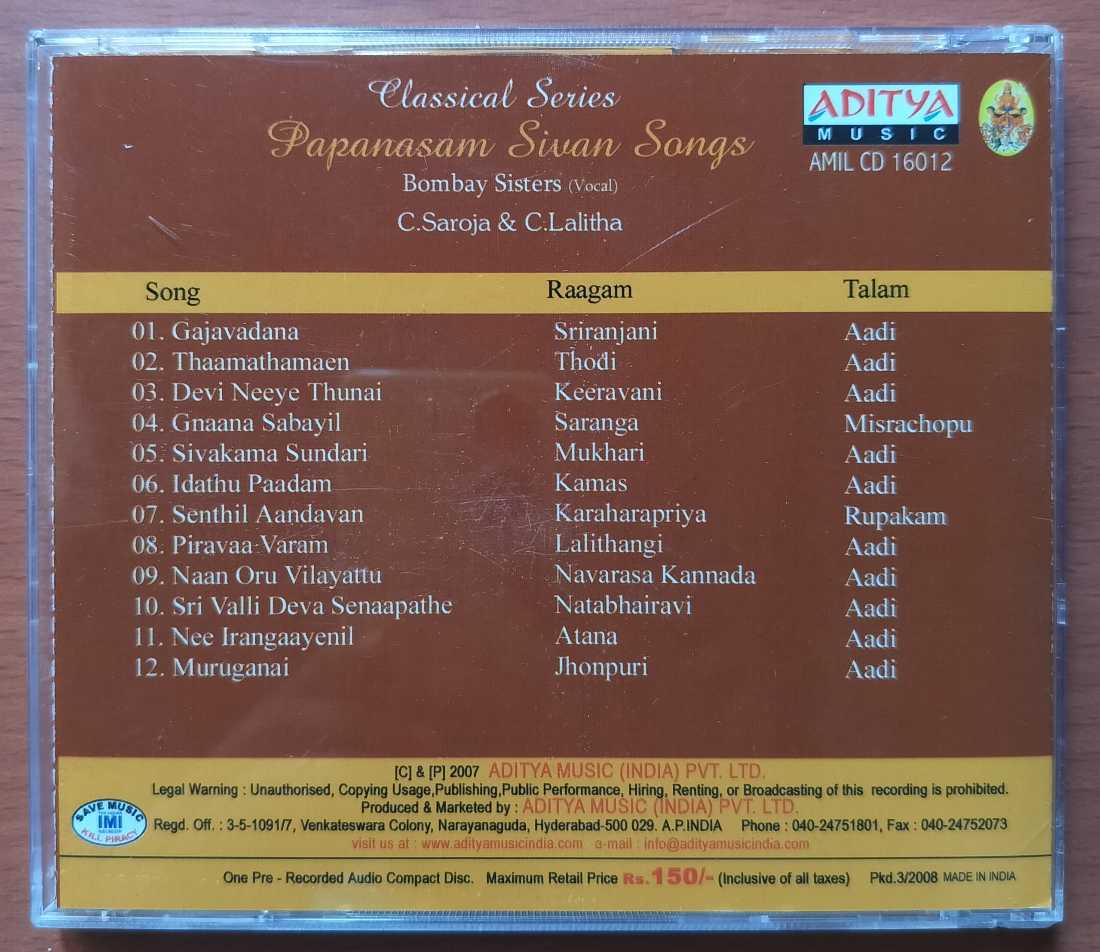 Classical Series
Papanasam Sivan Songs
Bombay Sisters (Vocal)
C.Saroja & C.Lalitha
ADITYA
MUSIC
AMIL CD 16012
Song Raagam Talam
01. Gajavadana Sriranjani Aadi
02. Thaamathamaen Thodi Aadi
03. Devi Neeye Thunai Keeravani Aadi
04. Gnaana Sabayil Saranga Misrachopu
05. Sivakama Sundari Mukhari Aadi
06. Idathu Paadam Kamas Aadi
07. Senthil Aandavan Karaharapriya Rupakam
08. Piravaa Varam Lalithangi Aadi
09. Naan Oru Vilayattu Navarasa Kannada Aadi
10. Sri Valli Deva Senaapathe Natabhairavi Aadi
11. Nee Irangaayenil Atana Aadi
12. Muruganai Jhonpuri Aadi
[C] & [P] 2007 ADITYA MUSIC (INDIA) PVT. LTD.
Legal Warning : Unauthorised, Copying Usage,Publishing,Public Performance, Hiring, Renting, or Broadcasting of this recording is prohibited.
Produced & Marketed by : ADITYA MUSIC (INDIA) PVT. LTD.
Regd. Off. : 3-5-1091/7, Venkateswara Colony, Narayanaguda, Hyderabad-500 029. A.P.INDIA Phone : 040-24751801, Fax : 040-24752073
visit us at : www.adityamusicindia.com e-mail : info@adityamusicindia.com
SAVE MUSIC
IMI
KILL PIRACY
One Pre - Recorded Audio Compact Disc. Maximum Retail Price Rs.150/- (Inclusive of all taxes) Pkd.3/2008 MADE IN INDIA